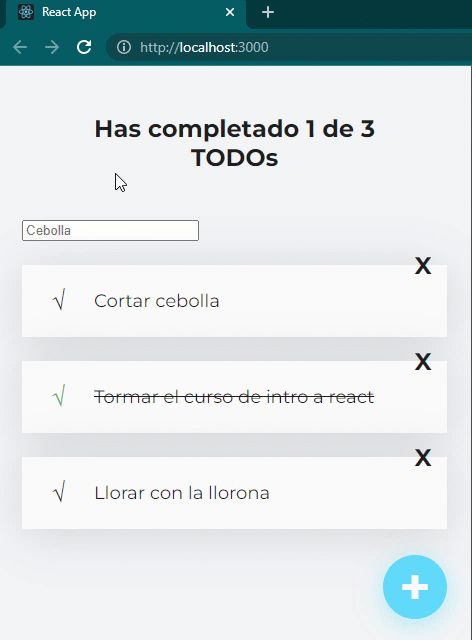 React App
http://localhost:3000
Has completado 1 de 3
TODOs
Cebolla
X
√ Cortar cebolla
X
√ Tormar el curso de intro a react
X
√ Llorar con la llorona
+